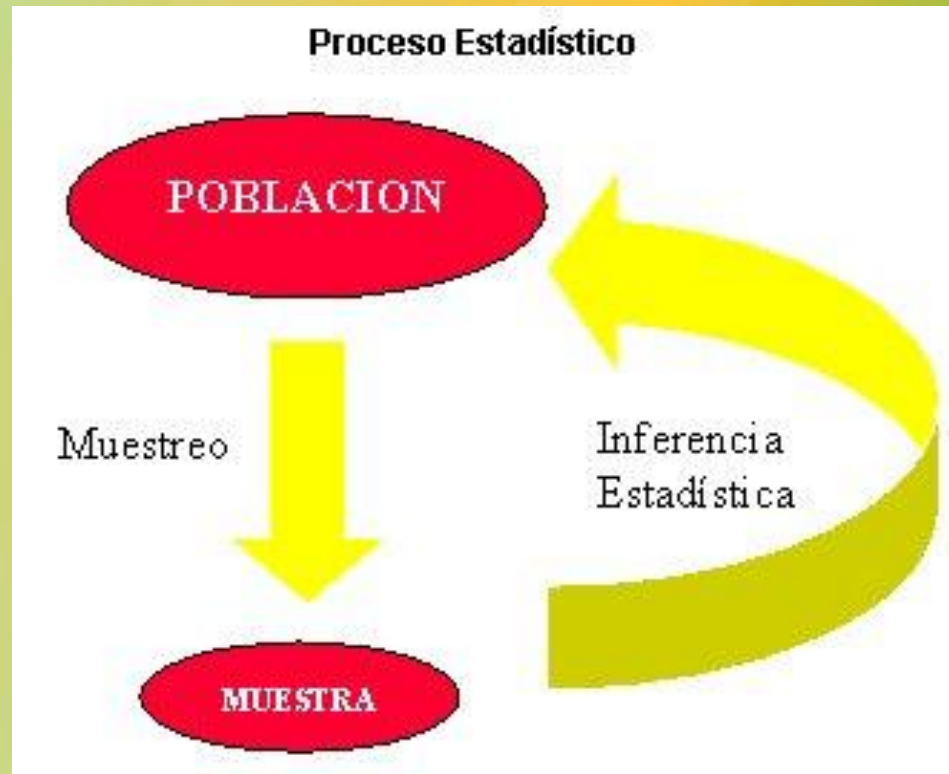 Proceso Estadístico
POBLACION
Muestreo
Inferencia
Estadística
MUESTRA